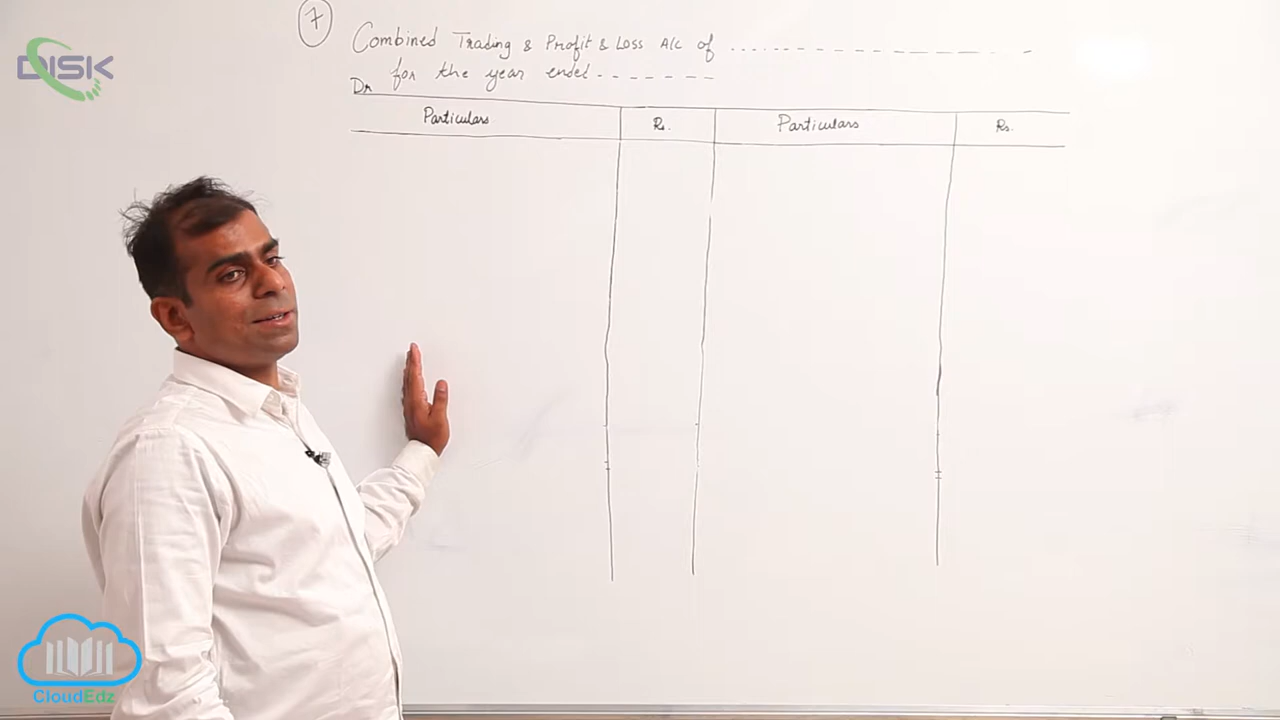 DISK
7
Combined Trading & Profit & Loss A/c of ....... - - - - - - - - - - - -
for the year ended - - - - - - -
Dr
Particulars Rs. Particulars Rs.
CloudEdz